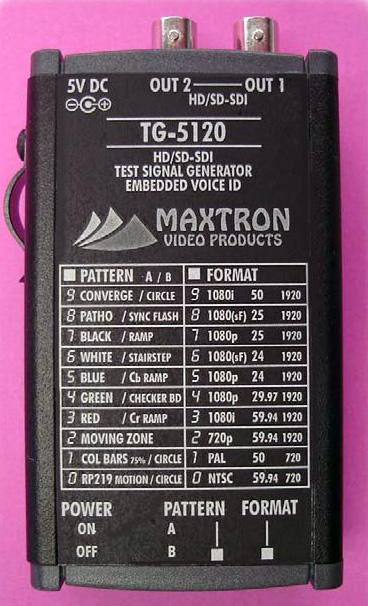 5V DC OUT 2 OUT 1
HD/SD-SDI
TG-5120
HD/SD-SDI
TEST SIGNAL GENERATOR
EMBEDDED VOICE ID
MAXTRON
VIDEO PRODUCTS
PATTERN A / B FORMAT
9 CONVERGE / CIRCLE 9 1080i 50 1920
8 PATHO / SYNC FLASH 8 1080(sF) 25 1920
7 BLACK / RAMP 7 1080p 25 1920
6 WHITE / STAIRSTEP 6 1080(sF) 24 1920
5 BLUE / Cb RAMP 5 1080p 24 1920
4 GREEN / CHECKER BD 4 1080p 29.97 1920
3 RED / Cr RAMP 3 1080i 59.94 1920
2 MOVING ZONE 2 720p 59.94 1920
1 COL BARS 75% / CIRCLE 1 PAL 50 720
0 RP219 MOTION / CIRCLE 0 NTSC 59.94 720
POWER PATTERN FORMAT
ON A
OFF B